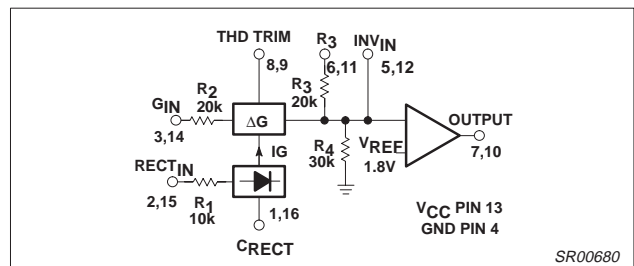 THD TRIM
8,9
R3
6,11
INVIN
5,12
R3
20k
GIN
R2
20k
3,14
ΔG
OUTPUT
7,10
IG
R4
30k
VREF
1.8V
RECTIN
2,15
R1
10k
1,16
CRECT
VCC PIN 13
GND PIN 4
SR00680